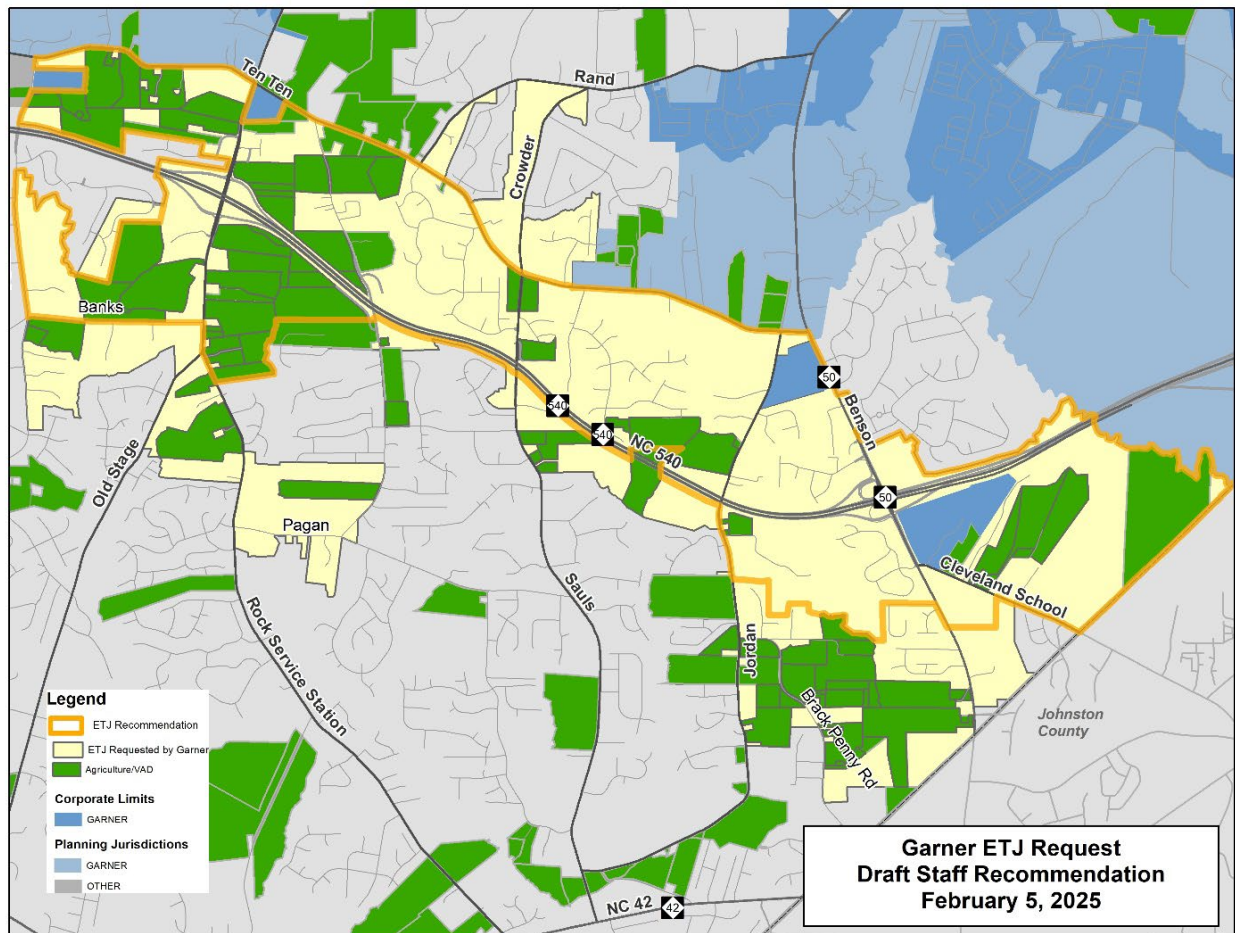 Ten Ten
Rand
Crowder
Banks
50
Benson
540
540
NC 540
50
Old Stage
Pagan
Cleveland School
Sauls
Rock Service Station
Jordan
Brack Penny Rd
Johnston
County
Legend
ETJ Recommendation
ETJ Requested by Garner
Agriculture/VAD
Corporate Limits
GARNER
Planning Jurisdictions
GARNER
OTHER
NC 42
42
Garner ETJ Request
Draft Staff Recommendation
February 5, 2025